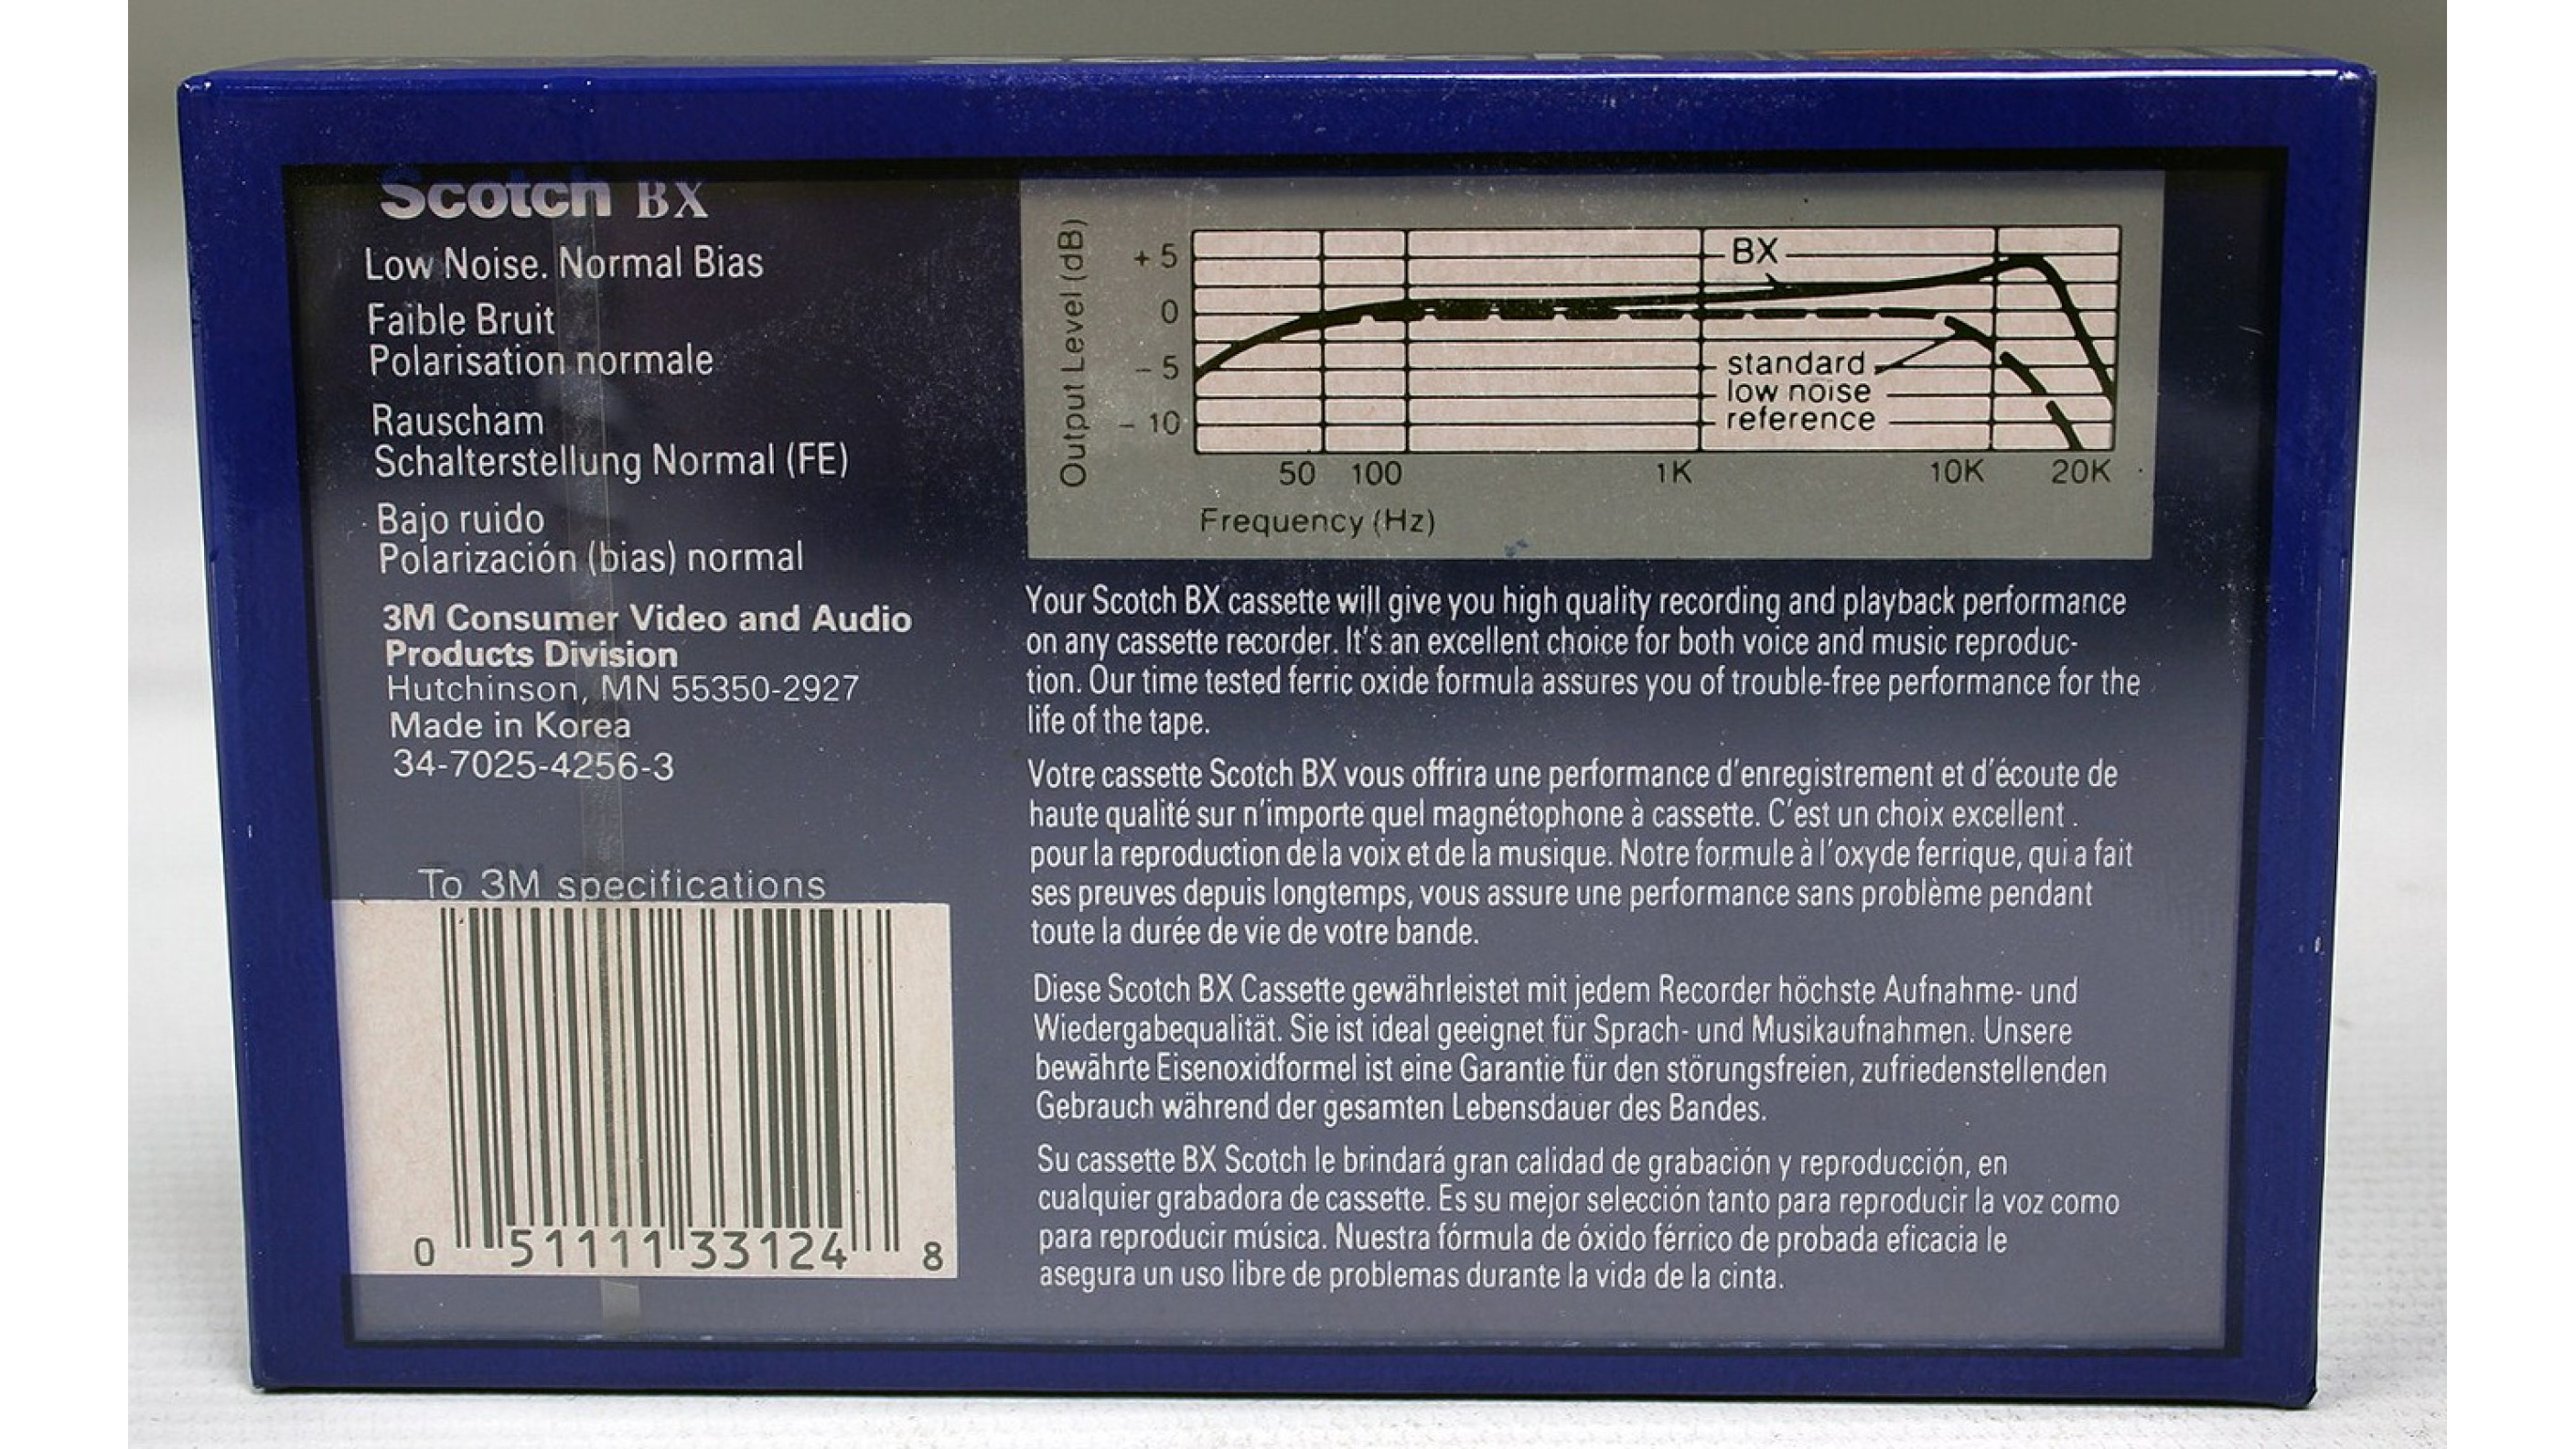 Scotch BX
Low Noise. Normal Bias
Faible Bruit
Polarisation normale
Rauscham
Schalterstellung Normal (FE)
Bajo ruido
Polarización (bias) normal
3M Consumer Video and Audio
Products Division
Hutchinson, MN 55350-2927
Made in Korea
34-7025-4256-3
To 3M specifications
0 51111 33124 8
Output Level (dB)
+ 5
0
- 5
- 10
BX
standard
low noise
reference
50 100 1K 10K 20K
Frequency (Hz)
Your Scotch BX cassette will give you high quality recording and playback performance
on any cassette recorder. It's an excellent choice for both voice and music reproduc-
tion. Our time tested ferric oxide formula assures you of trouble-free performance for the
life of the tape.
Votre cassette Scotch BX vous offrira une performance d'enregistrement et d'écoute de
haute qualité sur n'importe quel magnétophone à cassette. C'est un choix excellent
pour la reproduction de la voix et de la musique. Notre formule à l'oxyde ferrique, qui a fait
ses preuves depuis longtemps, vous assure une performance sans problème pendant
toute la durée de vie de votre bande.
Diese Scotch BX Cassette gewährleistet mit jedem Recorder höchste Aufnahme- und
Wiedergabequalität. Sie ist ideal geeignet für Sprach- und Musikaufnahmen. Unsere
bewährte Eisenoxidformel ist eine Garantie für den störungsfreien, zufriedenstellenden
Gebrauch während der gesamten Lebensdauer des Bandes.
Su cassette BX Scotch le brindará gran calidad de grabación y reproducción, en
cualquier grabadora de cassette. Es su mejor selección tanto para reproducir la voz como
para reproducir música. Nuestra fórmula de óxido férrico de probada eficacia le
asegura un uso libre de problemas durante la vida de la cinta.